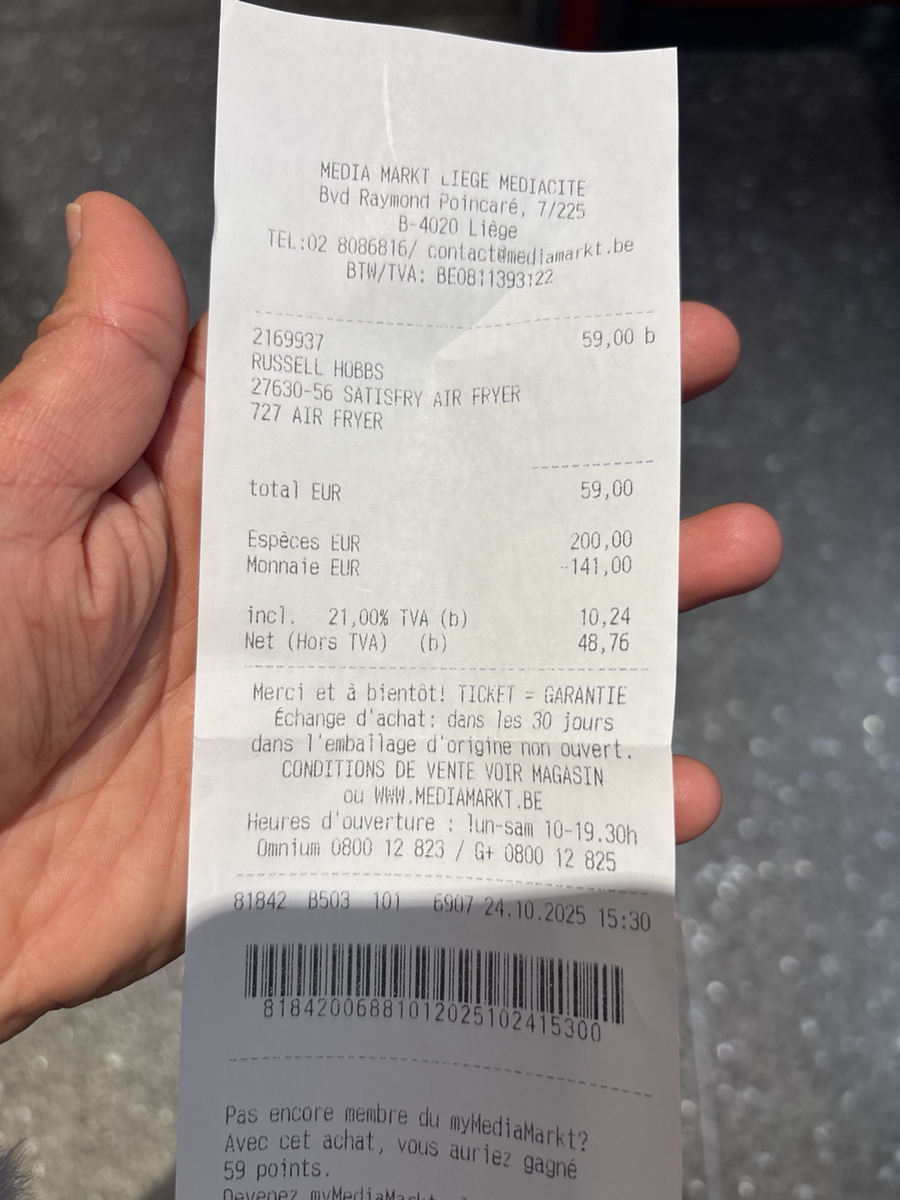 MEDIA MARKT LIEGE MEDIACITE
Bvd Raymond Poincaré, 7/225
B-4020 Liège
TEL:02 8086816/ contact@mediamarkt.be
BTW/TVA: BE0811393122
2169937 59,00 b
RUSSELL HOBBS
27630-56 SATISFRY AIR FRYER
727 AIR FRYER
total EUR 59,00
Espèces EUR 200,00
Monnaie EUR -141,00
incl. 21,00% TVA (b) 10,24
Net (Hors TVA) (b) 48,76
Merci et à bientôt! TICKET = GARANTIE
Échange d'achat: dans les 30 jours
dans l'emballage d'origine non ouvert.
CONDITIONS DE VENTE VOIR MAGASIN
ou WWW.MEDIAMARKT.BE
Heures d'ouverture : lun-sam 10-19.30h
Omnium 0800 12 823 / G+ 0800 12 825
81842 B503 101 6907 24.10.2025 15:30
81842006881012025102415300
Pas encore membre du myMediaMarkt?
Avec cet achat, vous auriez gagné
59 points.
Devenez myMediaMarkt